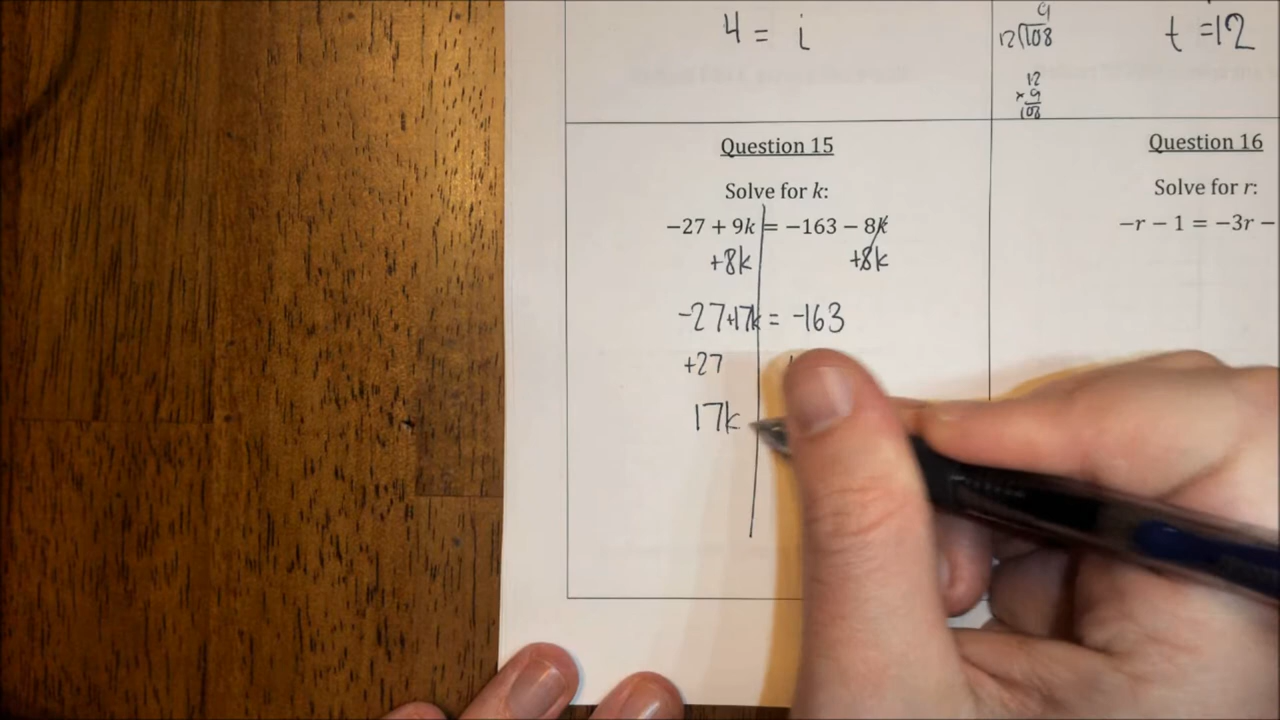 4 = i
9
12)108
12
× 9
108
t = 12
Question 15
Solve for k:
−27 + 9k = −163 − 8k
+8k +8k
-27+17k = -163
+27 +
17k
Question 16
Solve for r:
−r − 1 = −3r −